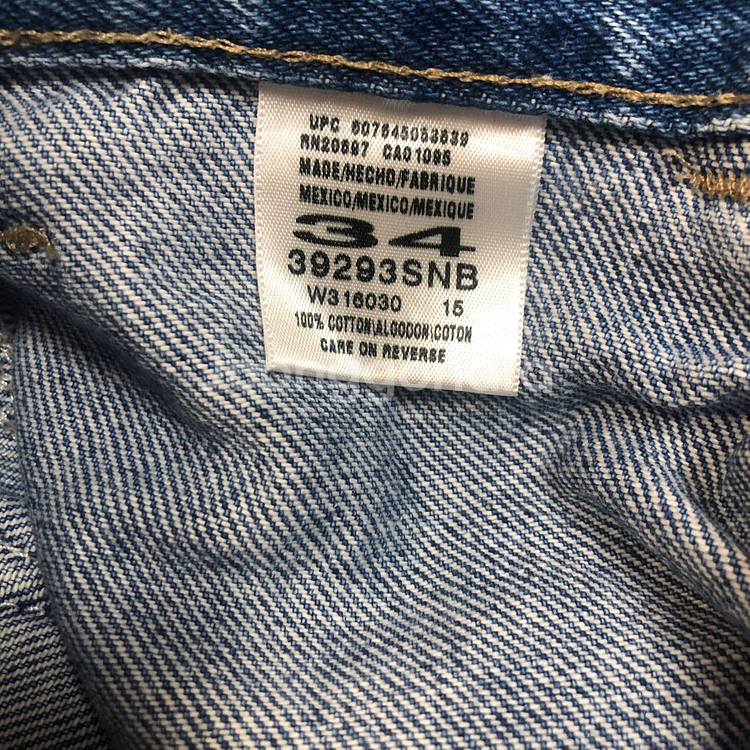 UPC 607645053639
RN20697 CA01095
MADE/HECHO/FABRIQUE
MEXICO/MEXICO/MEXIQUE
34
39293SNB
W316030 15
100% COTTON\ALGODON\COTON
CARE ON REVERSE